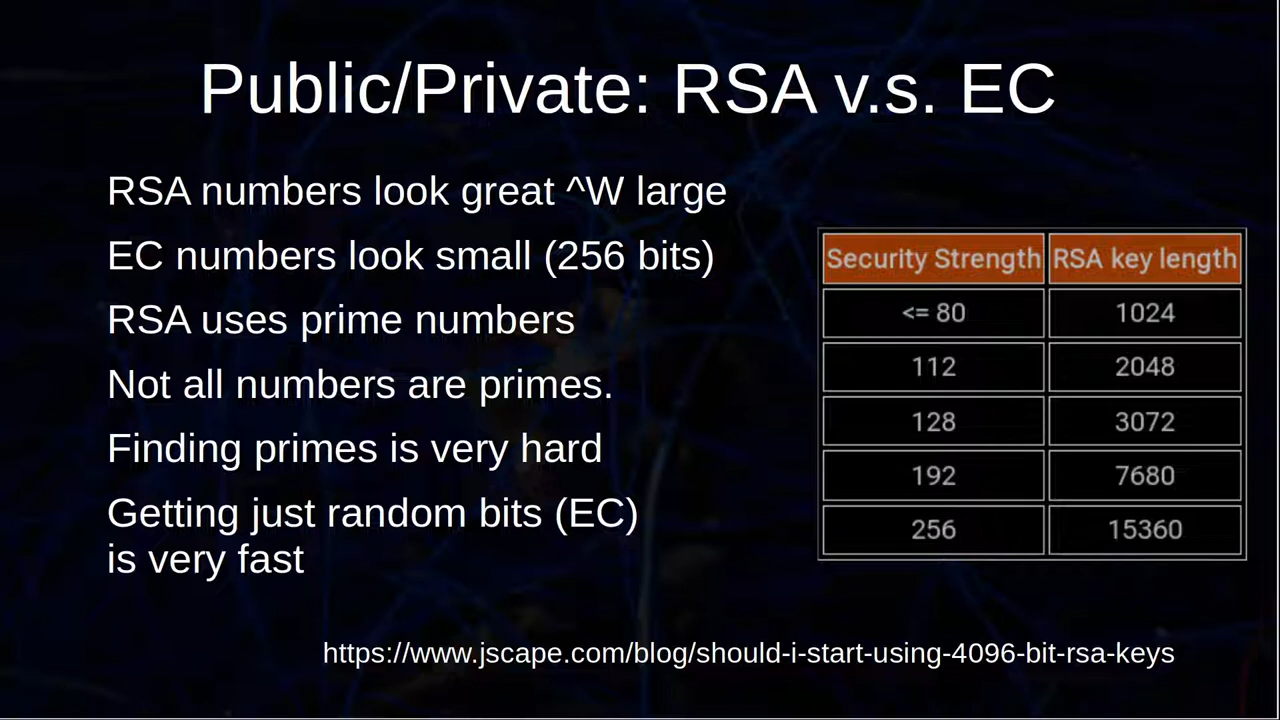 Public/Private: RSA v.s. EC
RSA numbers look great ^W large
EC numbers look small (256 bits)
RSA uses prime numbers
Not all numbers are primes.
Finding primes is very hard
Getting just random bits (EC)
is very fast
Security Strength RSA key length
<= 80 1024
112 2048
128 3072
192 7680
256 15360
https://www.jscape.com/blog/should-i-start-using-4096-bit-rsa-keys